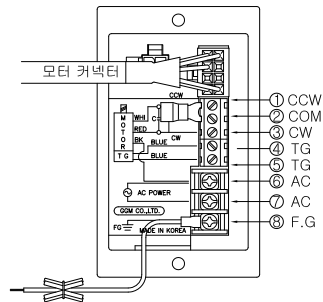 모터 커넥터
CCW
① CCW
② COM
③ CW
④ TG
⑤ TG
⑥ AC
⑦ AC
⑧ F.G
MOTOR
TG
WHI
C
RED
CW
BK
BLUE
BLUE
AC POWER
GGM CO.,LTD.
FG
MADE IN KOREA